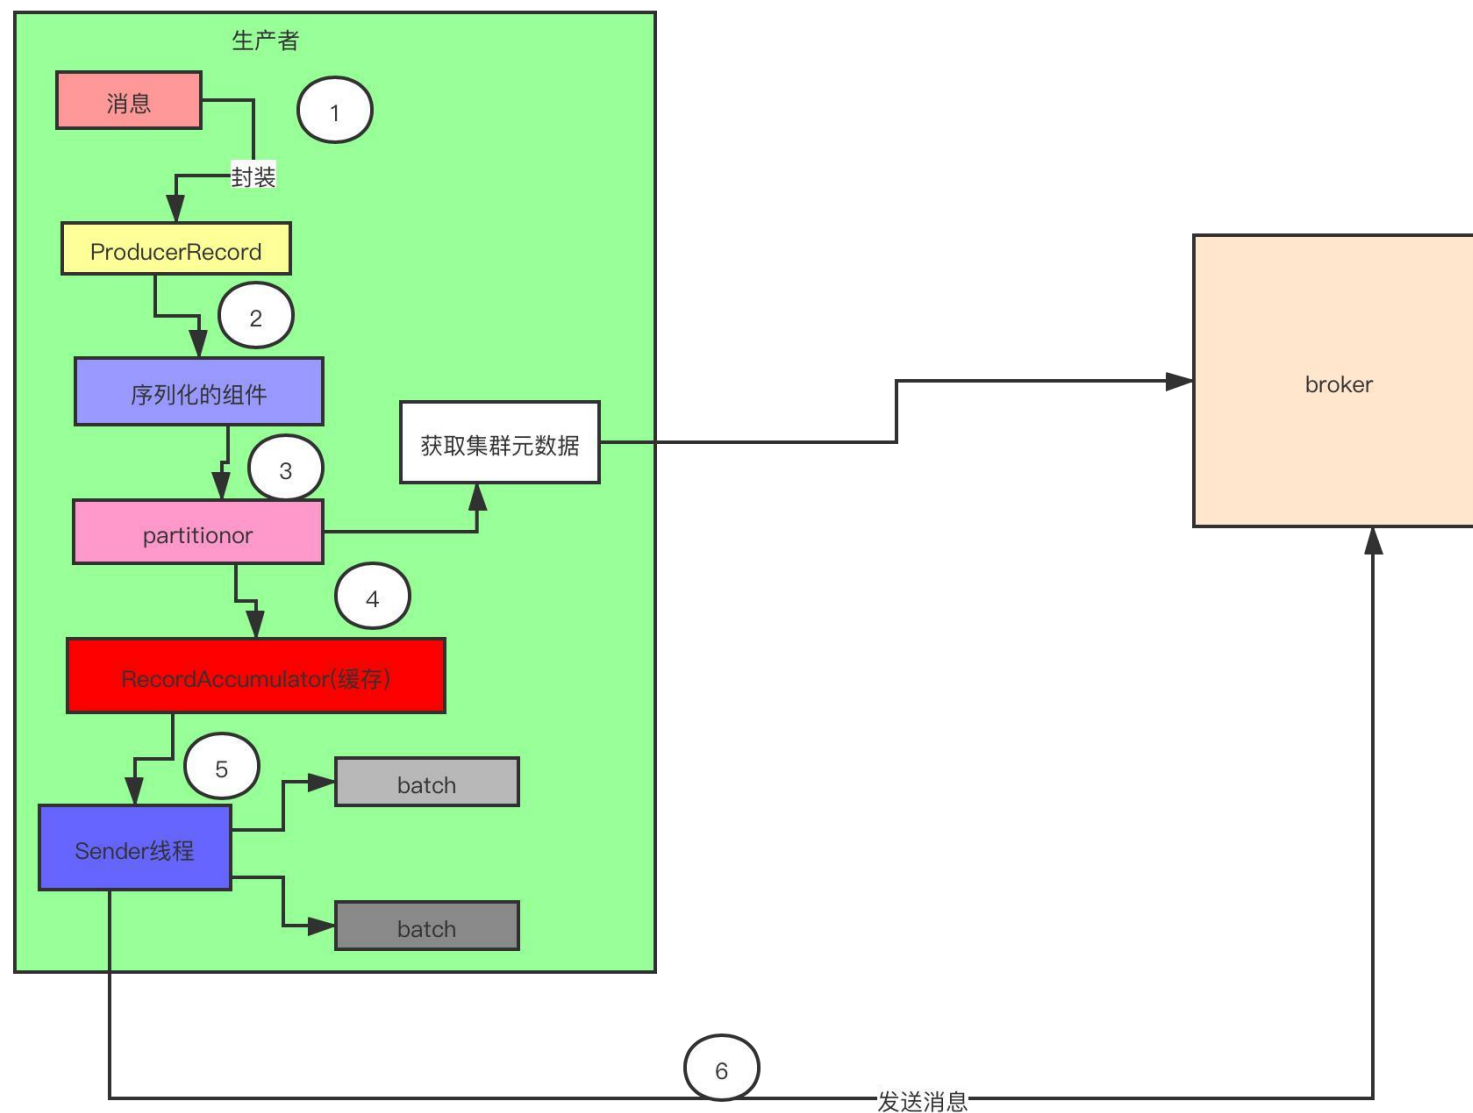 生产者
消息
1
封装
ProducerRecord
2
序列化的组件
获取集群元数据
broker
3
partitionor
4
RecordAccumulator(缓存)
5
batch
Sender线程
batch
6
发送消息